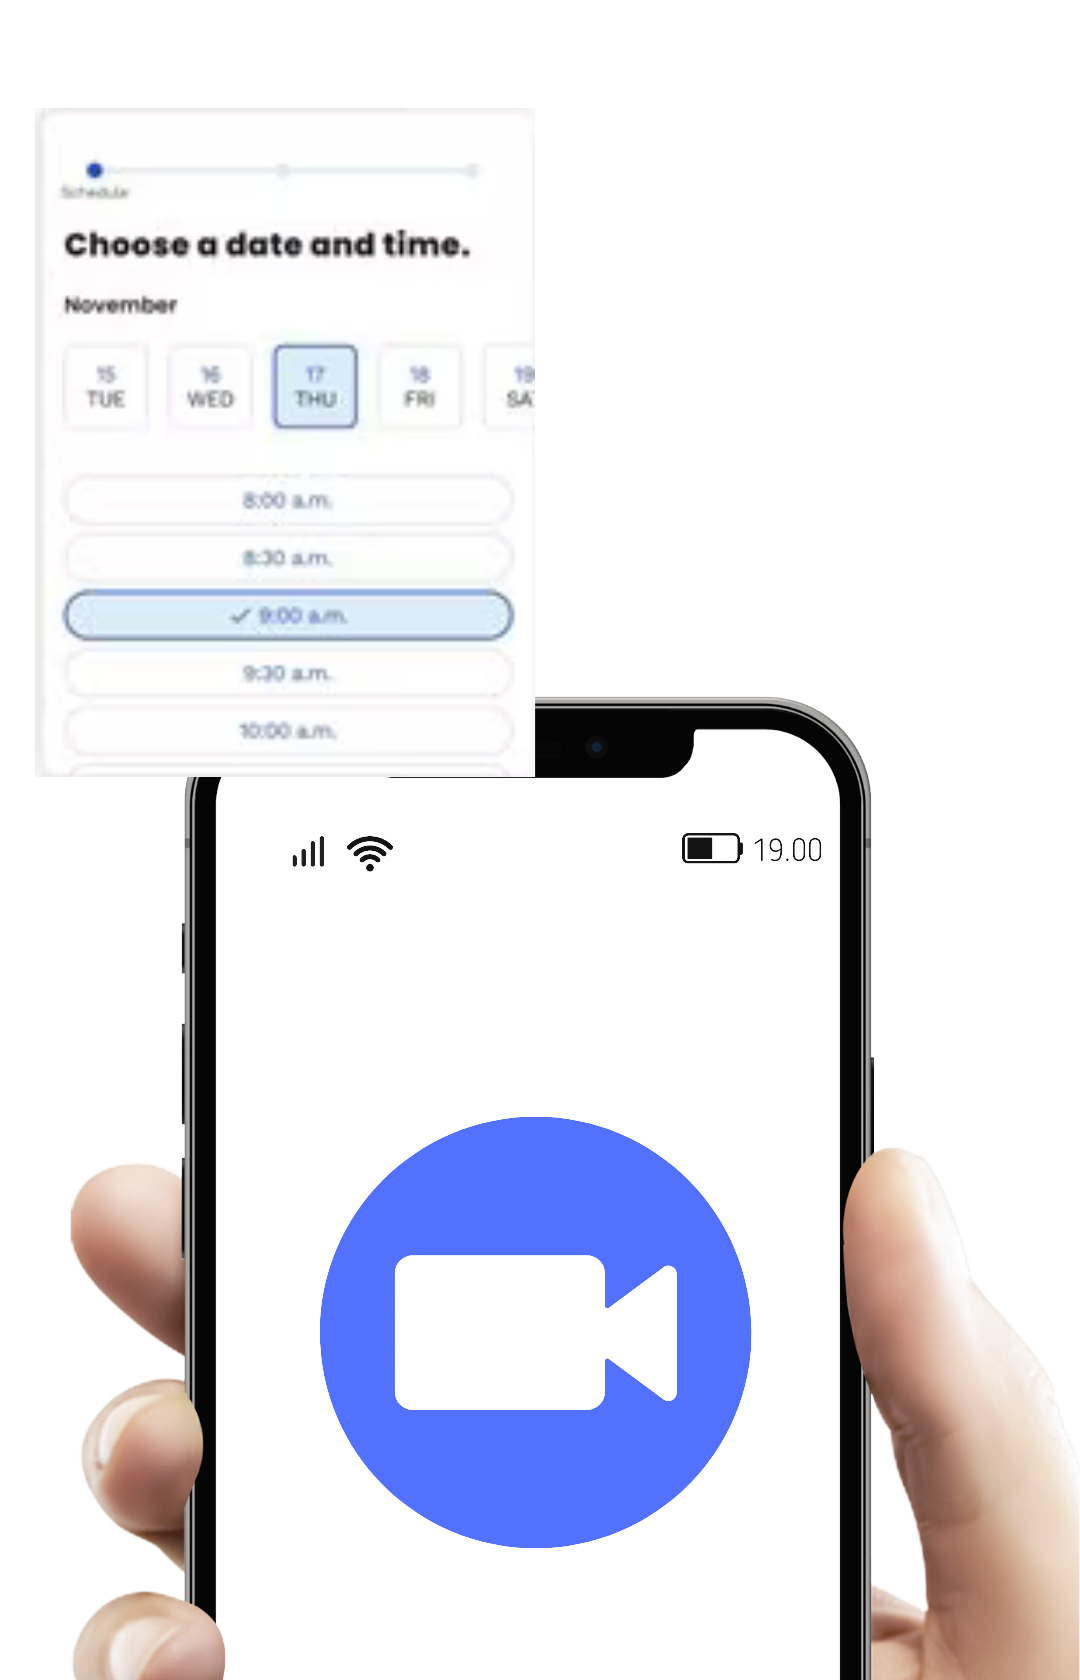 Schedule
Choose a date and time.
November
15 16 17 18 19
TUE WED THU FRI SA
8:00 a.m.
8:30 a.m.
9:00 a.m.
9:30 a.m.
10:00 a.m.
19.00